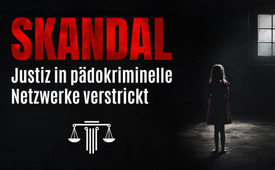 SKANDAL
Justiz in pädokriminelle
Netzwerke verstrickt